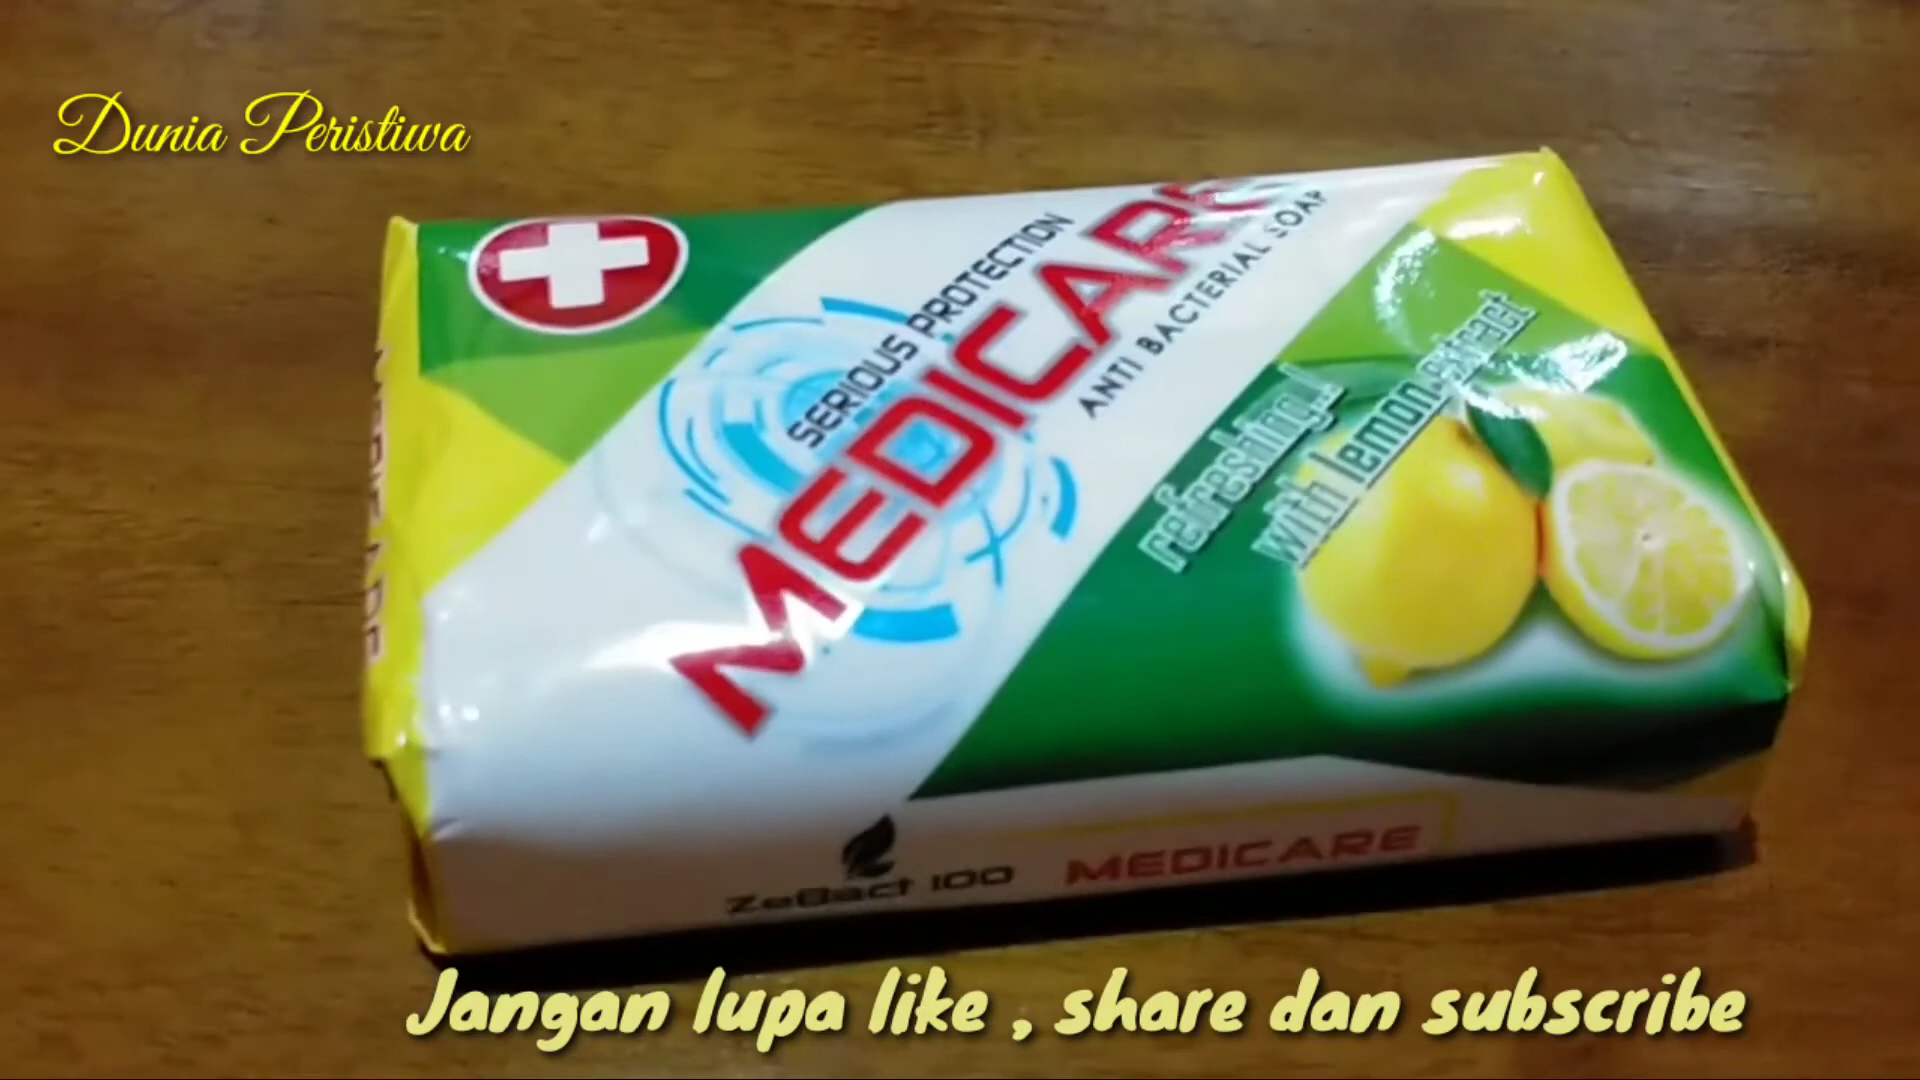 Dunia Peristiwa
SERIOUS PROTECTION
MEDICARE
ANTI BACTERIAL SOAP
refreshing!
with lemon extract
ZeBact 100
MEDICARE
Jangan lupa like , share dan subscribe